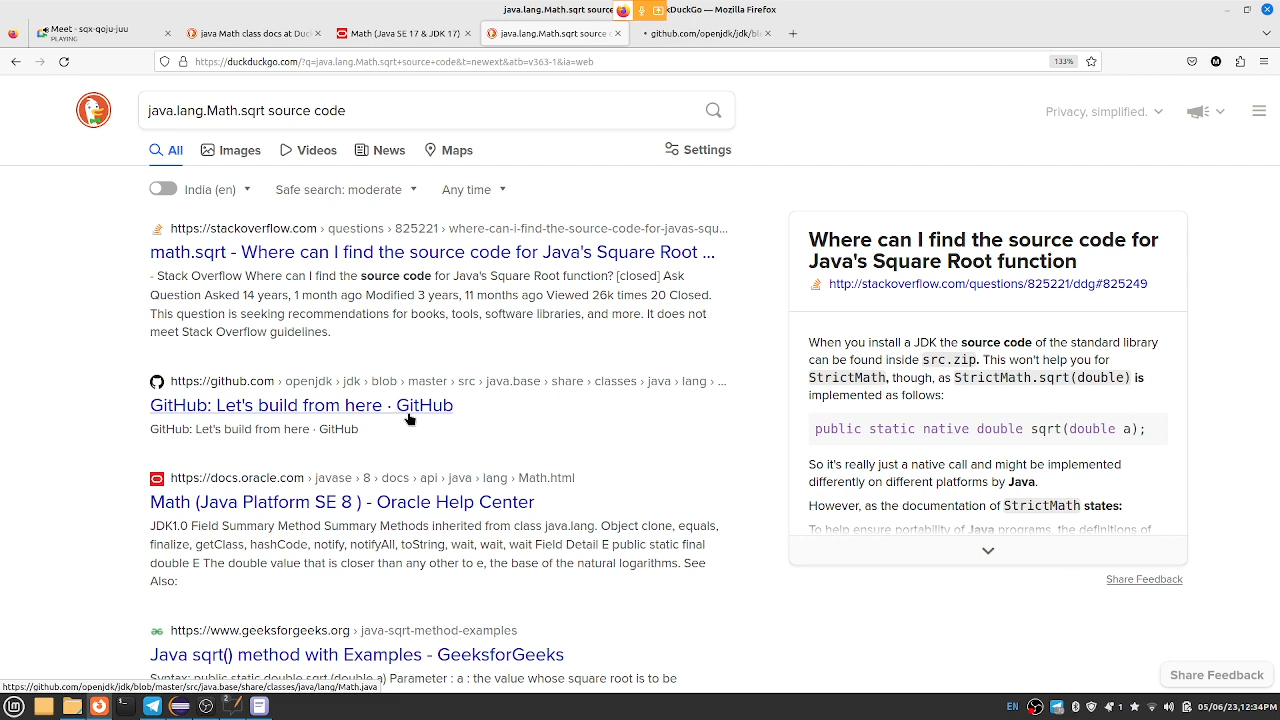 java.lang.Math.sqrt source
kDuckGo — Mozilla Firefox
Meet - sqx-qoju-juu
PLAYING
java Math class docs at Duc
Math (Java SE 17 & JDK 17)
java.lang.Math.sqrt source c
github.com/openjdk/jdk/bl
https://duckduckgo.com/?q=java.lang.Math.sqrt+source+code&t=newext&atb=v363-1&ia=web
133%
java.lang.Math.sqrt source code
Privacy, simplified.
All
Images
Videos
News
Maps
Settings
India (en)
Safe search: moderate
Any time
https://stackoverflow.com › questions › 825221 › where-can-i-find-the-source-code-for-javas-squ...
math.sqrt - Where can I find the source code for Java's Square Root ...
- Stack Overflow Where can I find the source code for Java's Square Root function? [closed] Ask
Question Asked 14 years, 1 month ago Modified 3 years, 11 months ago Viewed 26k times 20 Closed.
This question is seeking recommendations for books, tools, software libraries, and more. It does not
meet Stack Overflow guidelines.
https://github.com › openjdk › jdk › blob › master › src › java.base › share › classes › java › lang › ...
GitHub: Let's build from here · GitHub
GitHub: Let's build from here · GitHub
https://docs.oracle.com › javase › 8 › docs › api › java › lang › Math.html
Math (Java Platform SE 8 ) - Oracle Help Center
JDK1.0 Field Summary Method Summary Methods inherited from class java.lang. Object clone, equals,
finalize, getClass, hashCode, notify, notifyAll, toString, wait, wait, wait Field Detail E public static final
double E The double value that is closer than any other to e, the base of the natural logarithms. See
Also:
https://www.geeksforgeeks.org › java-sqrt-method-examples
Java sqrt() method with Examples - GeeksforGeeks
Syntax: public static double sqrt (double a) Parameter : a : the value whose square root is to be
Where can I find the source code for
Java's Square Root function
http://stackoverflow.com/questions/825221/ddg#825249
When you install a JDK the source code of the standard library
can be found inside src.zip. This won't help you for
StrictMath, though, as StrictMath.sqrt(double) is
implemented as follows:
public static native double sqrt(double a);
So it's really just a native call and might be implemented
differently on different platforms by Java.
However, as the documentation of StrictMath states:
To help ensure portability of Java programs, the definitions of
Share Feedback
Share Feedback
https://github.com/openjdk/jdk/blob/master/src/java.base/share/classes/java/lang/Math.java
2
EN
05/06/23, 12:34PM